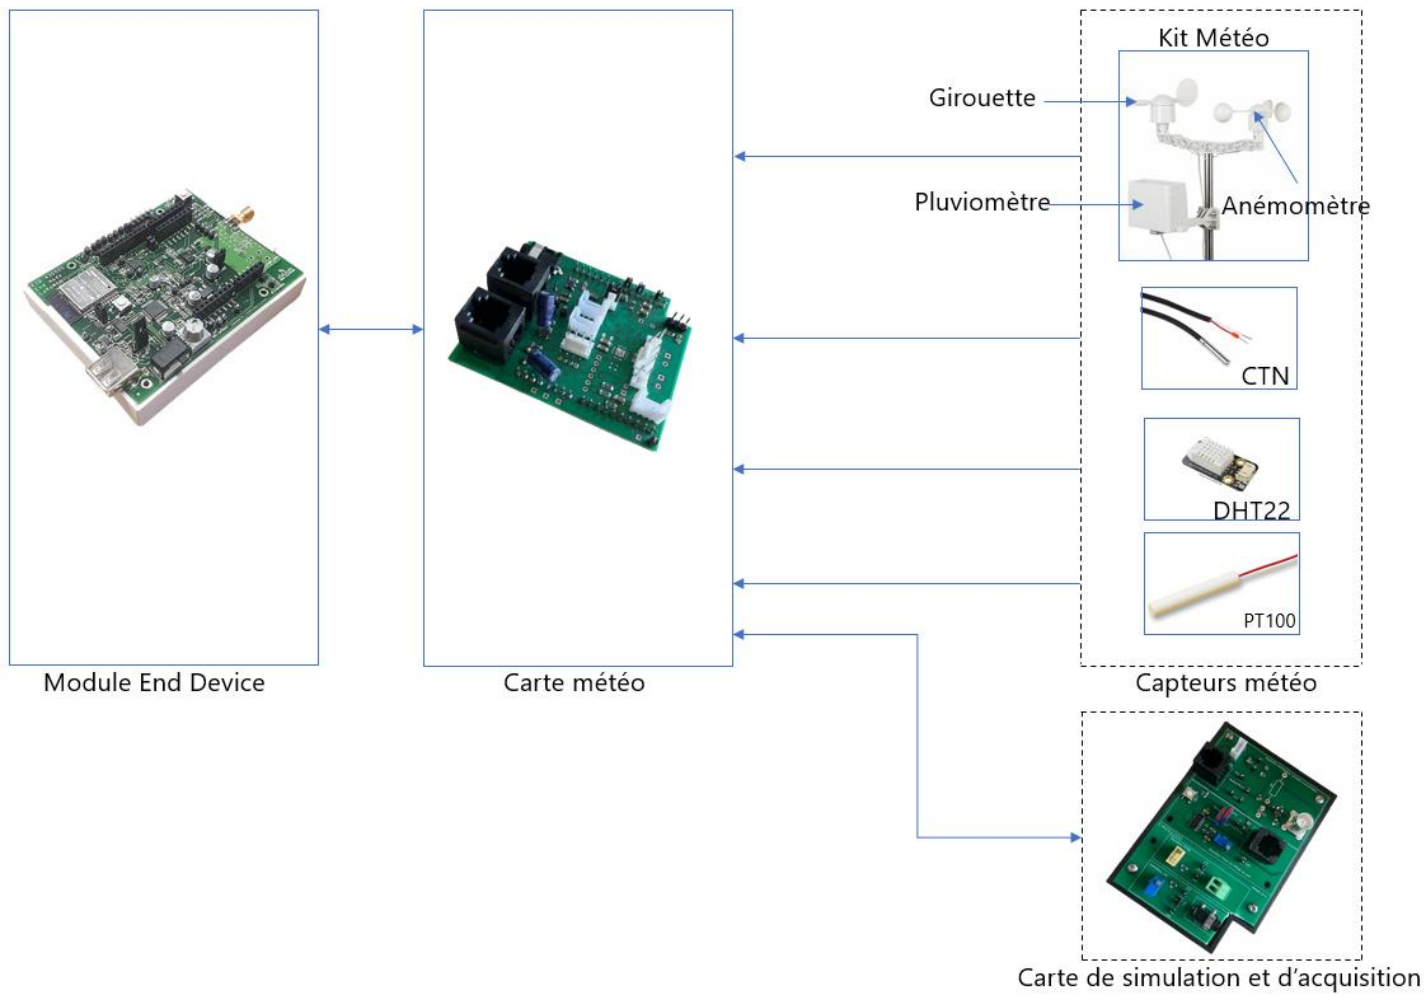 Kit Météo
Girouette
Pluviomètre
Anémomètre
CTN
DHT22
PT100
Module End Device
Carte météo
Capteurs météo
Carte de simulation et d’acquisition